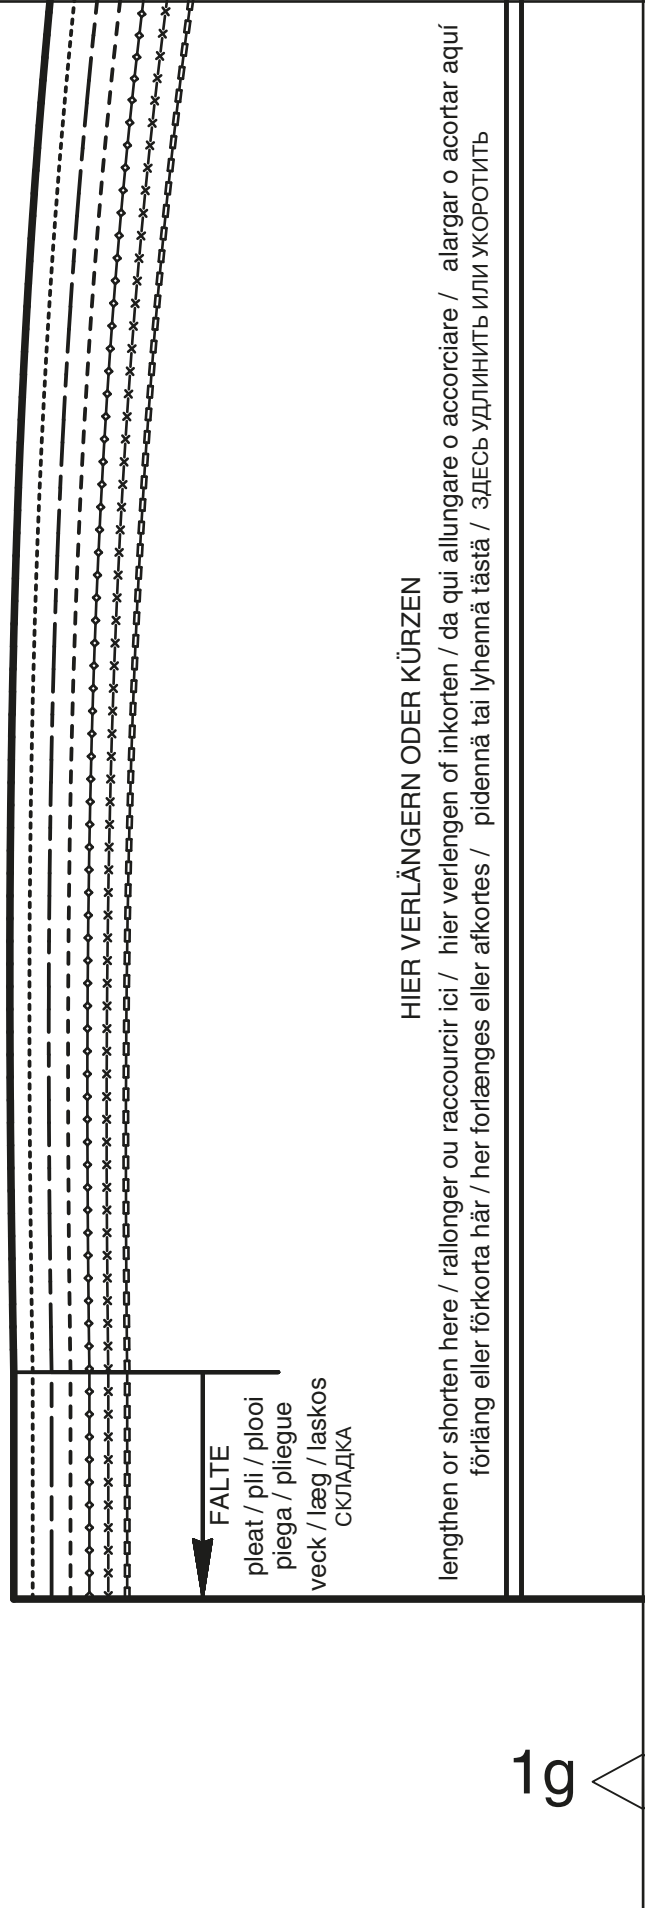 FALTE
pleat / pli / plooi
piega / pliegue
veck / læg / laskos
СКЛАДКА
HIER VERLÄNGERN ODER KÜRZEN
lengthen or shorten here / rallonger ou raccourcir ici / hier verlengen of inkorten / da qui allungare o accorciare / alargar o acortar aquí
förläng eller förkorta här / her forlænges eller afkortes / pidennä tai lyhennä tästä / ЗДЕСЬ УДЛИНИТЬ ИЛИ УКОРОТИТЬ
1g